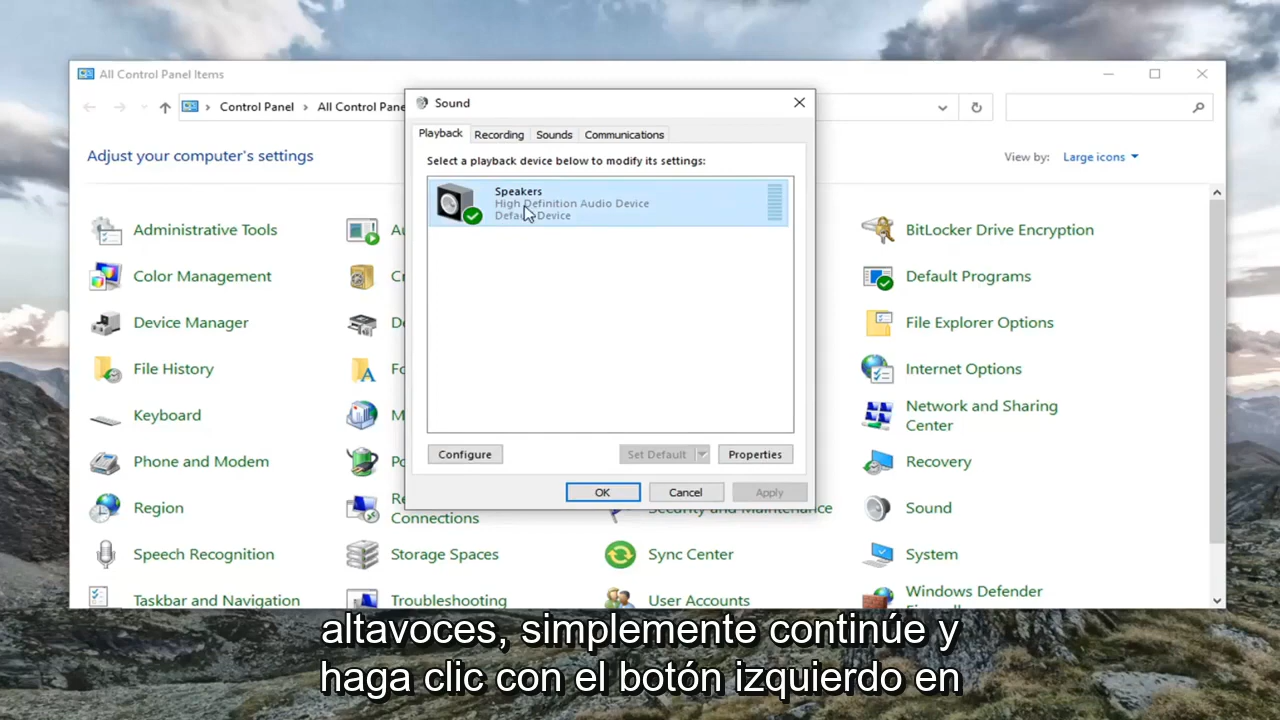 All Control Panel Items
Control Panel
All Control Pane
Adjust your computer's settings
View by:
Large icons
Sound
Playback
Recording
Sounds
Communications
Select a playback device below to modify its settings:
Speakers
High Definition Audio Device
Default Device
Configure
Set Default
Properties
OK
Cancel
Apply
Administrative Tools
BitLocker Drive Encryption
Color Management
Default Programs
Device Manager
File Explorer Options
File History
Internet Options
Keyboard
Network and Sharing
Center
Phone and Modem
Recovery
Region
Connections
Security and Maintenance
Sound
Speech Recognition
Storage Spaces
Sync Center
System
Taskbar and Navigation
Troubleshooting
User Accounts
Windows Defender
altavoces, simplemente continúe y
haga clic con el botón izquierdo en